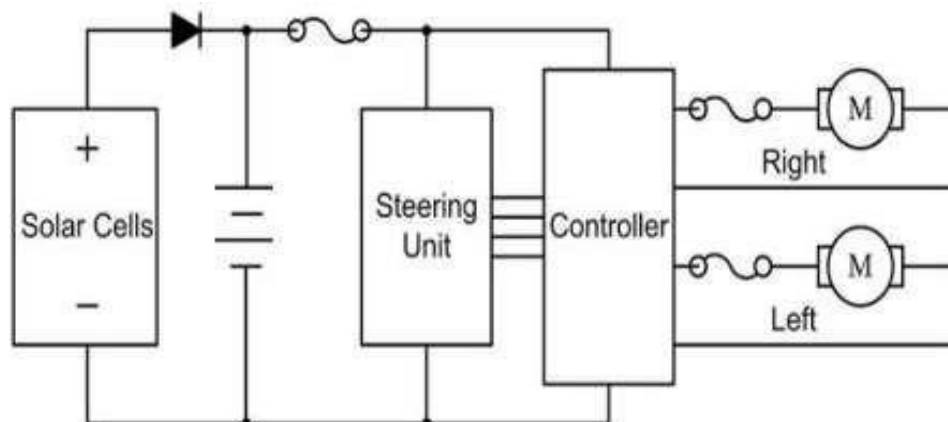 +
Solar Cells
−
Steering
Unit
Controller
M
Right
M
Left